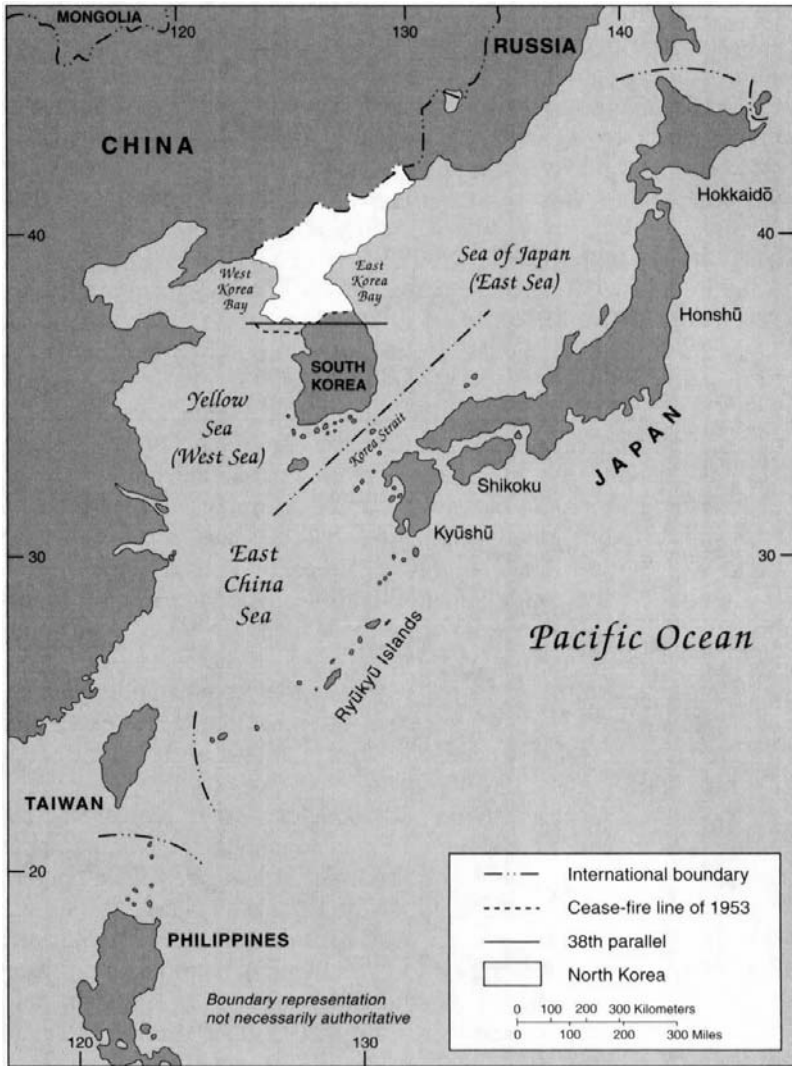 MONGOLIA
120
130
RUSSIA
140
CHINA
Hokkaidō
40
40
West
Korea
Bay
East
Korea
Bay
Sea of Japan
(East Sea)
Honshū
SOUTH
KOREA
Yellow
Sea
(West Sea)
Korea Strait
JAPAN
Shikoku
Kyūshū
30
30
East
China
Sea
Pacific Ocean
Ryūkyū Islands
TAIWAN
20
20
International boundary
Cease-fire line of 1953
38th parallel
North Korea
0 100 200 300 Kilometers
0 100 200 300 Miles
PHILIPPINES
Boundary representation
not necessarily authoritative
120
130